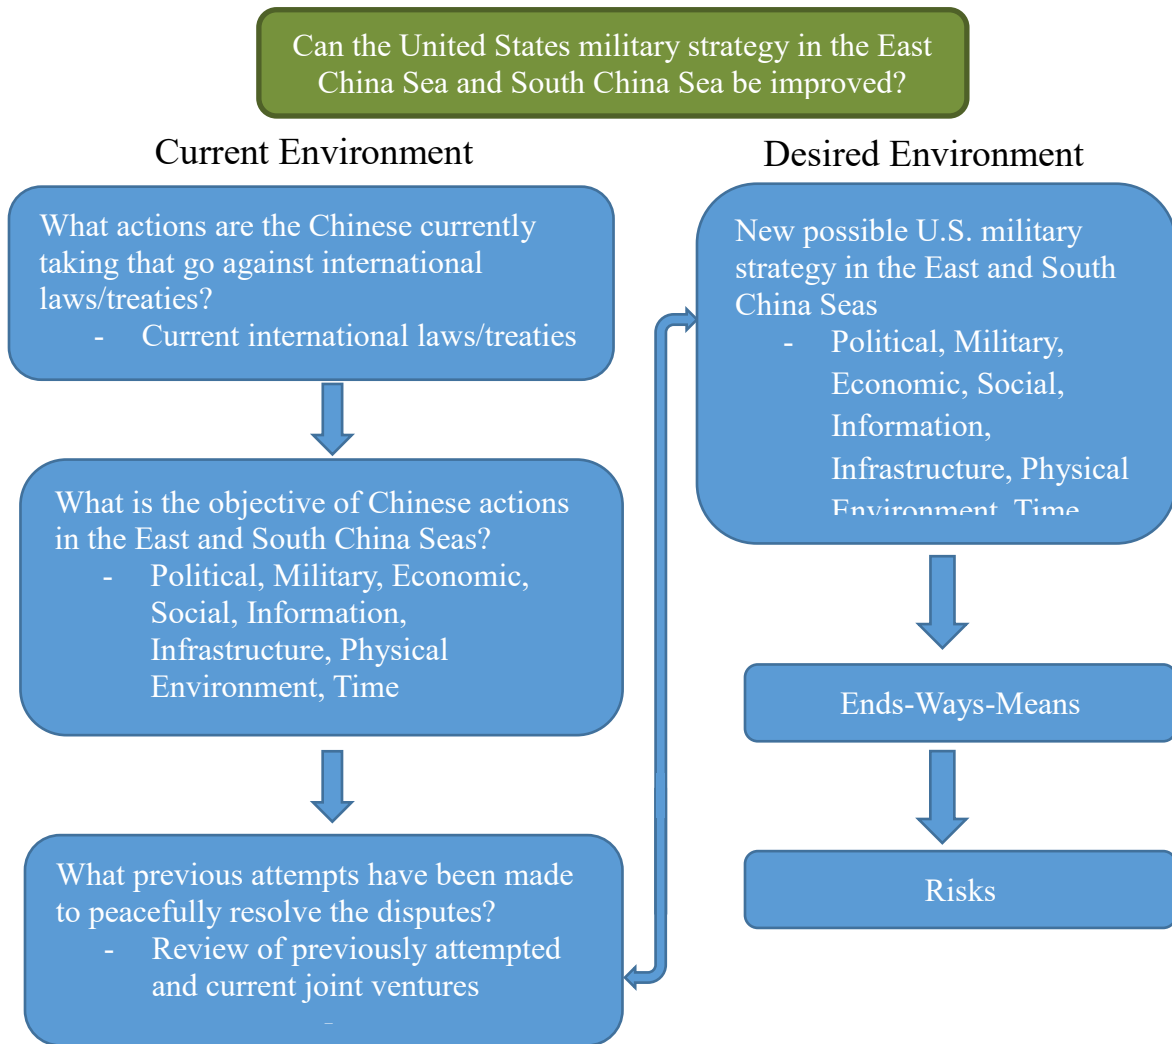 Can the United States military strategy in the East
China Sea and South China Sea be improved?
Current Environment
What actions are the Chinese currently
taking that go against international
laws/treaties?
- Current international laws/treaties
What is the objective of Chinese actions
in the East and South China Seas?
- Political, Military, Economic,
Social, Information,
Infrastructure, Physical
Environment, Time
What previous attempts have been made
to peacefully resolve the disputes?
- Review of previously attempted
and current joint ventures
Desired Environment
New possible U.S. military
strategy in the East and South
China Seas
- Political, Military,
Economic, Social,
Information,
Infrastructure, Physical
Environment, Time
Ends-Ways-Means
Risks